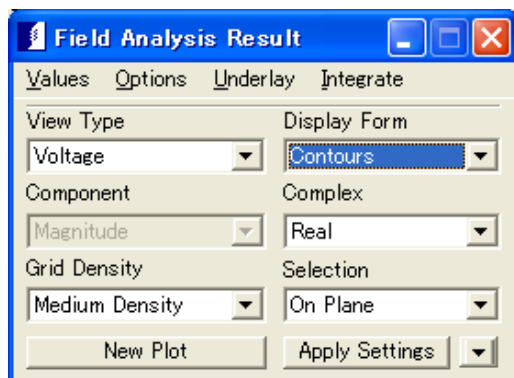 Field Analysis Result
Values Options Underlay Integrate
View Type Display Form
Voltage Contours
Component Complex
Magnitude Real
Grid Density Selection
Medium Density On Plane
New Plot Apply Settings